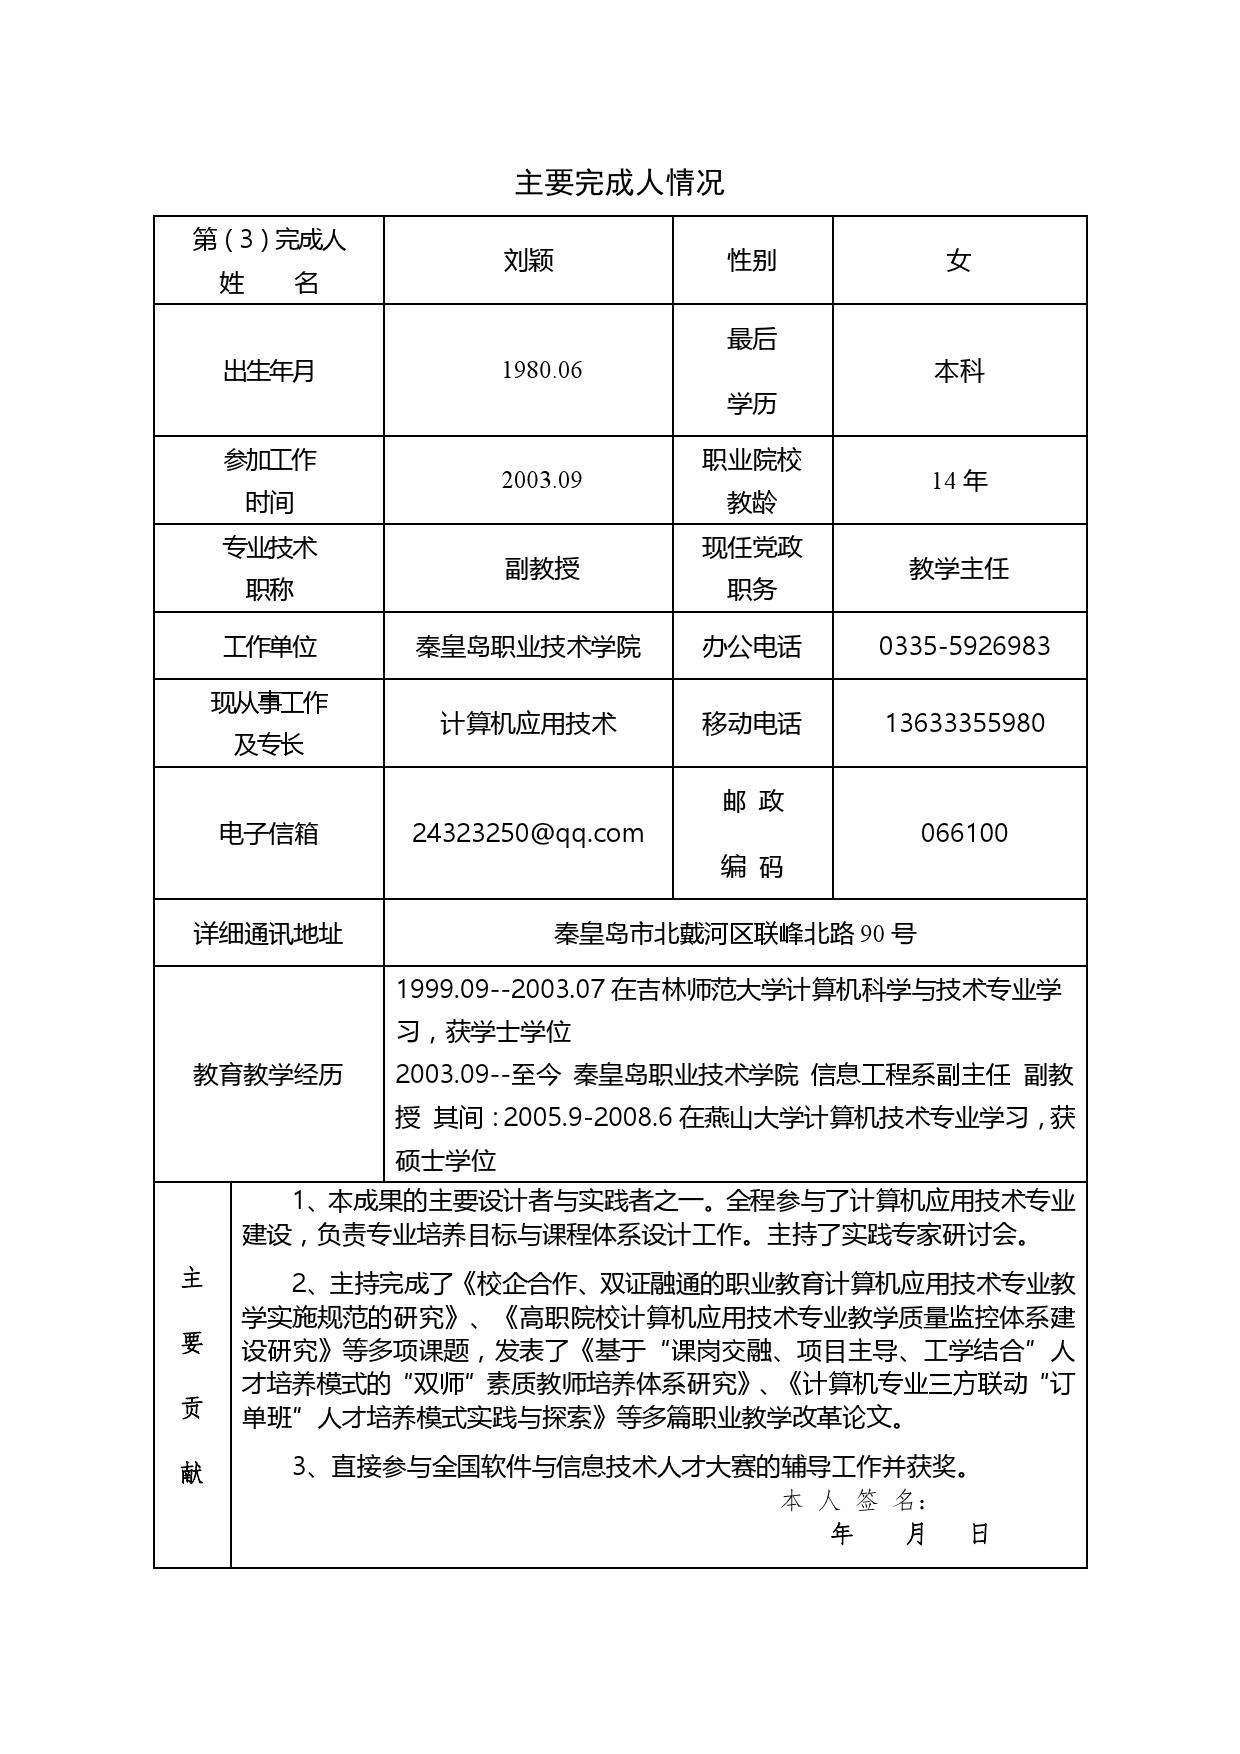 主要完成人情况
第（3）完成人
姓　　名
刘颖
性别
女
出生年月
1980.06
最后
学历
本科
参加工作
时间
2003.09
职业院校
教龄
14 年
专业技术
职称
副教授
现任党政
职务
教学主任
工作单位
秦皇岛职业技术学院
办公电话
0335-5926983
现从事工作
及专长
计算机应用技术
移动电话
13633355980
电子信箱
24323250@qq.com
邮 政
编 码
066100
详细通讯地址
秦皇岛市北戴河区联峰北路 90 号
教育教学经历
1999.09--2003.07 在吉林师范大学计算机科学与技术专业学
习，获学士学位
2003.09--至今 秦皇岛职业技术学院 信息工程系副主任 副教
授 其间：2005.9-2008.6 在燕山大学计算机技术专业学习，获
硕士学位
主
要
贡
献
1、本成果的主要设计者与实践者之一。全程参与了计算机应用技术专业
建设，负责专业培养目标与课程体系设计工作。主持了实践专家研讨会。
2、主持完成了《校企合作、双证融通的职业教育计算机应用技术专业教
学实施规范的研究》、《高职院校计算机应用技术专业教学质量监控体系建
设研究》等多项课题，发表了《基于“课岗交融、项目主导、工学结合”人
才培养模式的“双师”素质教师培养体系研究》、《计算机专业三方联动“订
单班”人才培养模式实践与探索》等多篇职业教学改革论文。
3、直接参与全国软件与信息技术人才大赛的辅导工作并获奖。
本 人 签 名：
年　　月　　日